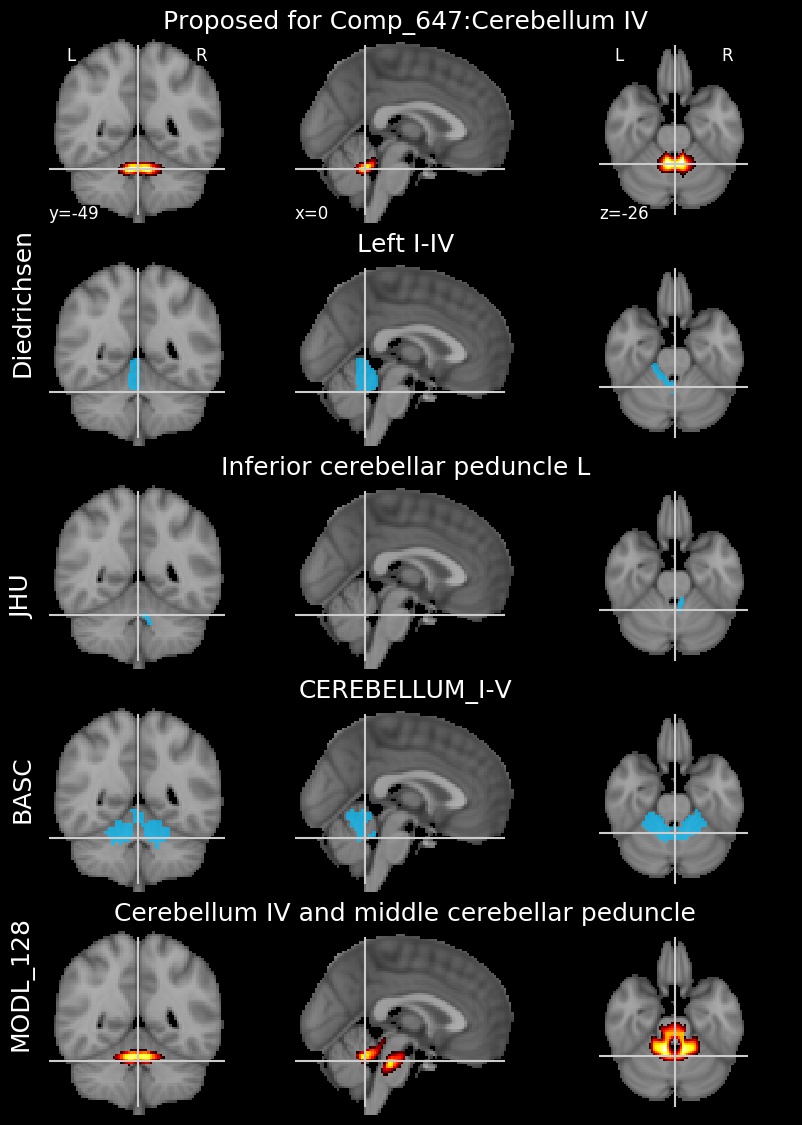 Proposed for Comp_647:Cerebellum IV
L R
L R
y=-49
x=0
z=-26
Diedrichsen
Left I-IV
JHU
Inferior cerebellar peduncle L
BASC
CEREBELLUM_I-V
MODL_128
Cerebellum IV and middle cerebellar peduncle